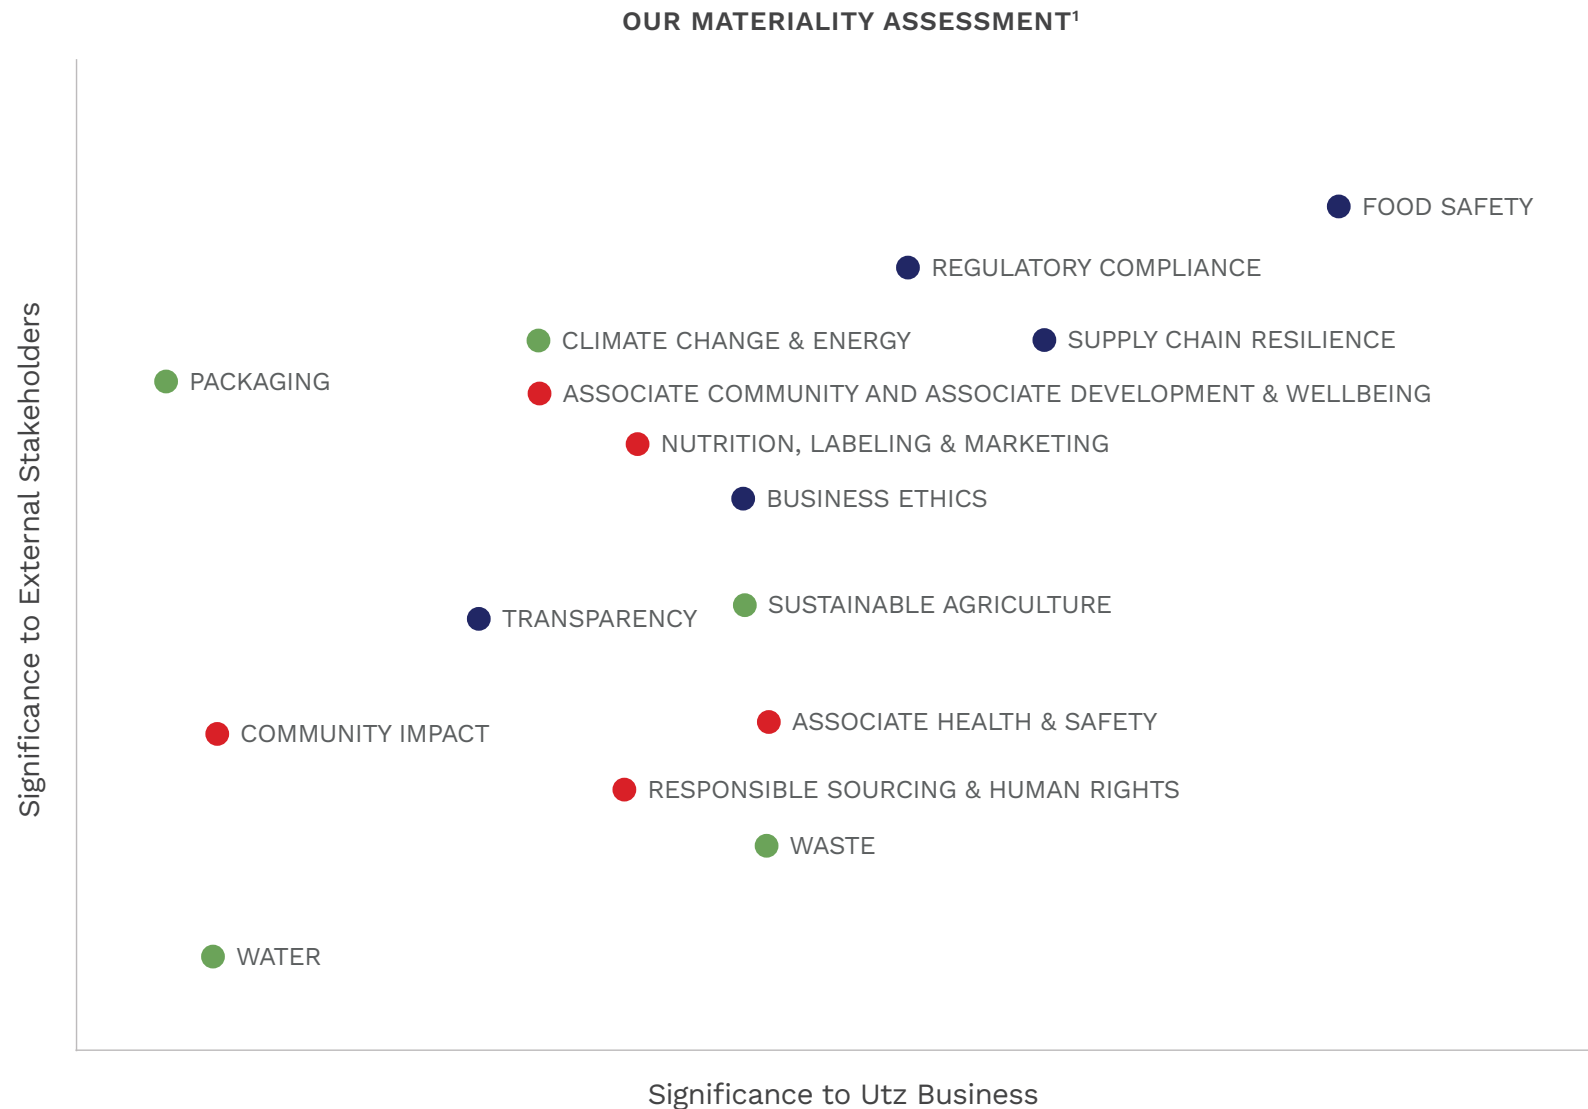 OUR MATERIALITY ASSESSMENT¹
Significance to External Stakeholders
FOOD SAFETY
REGULATORY COMPLIANCE
CLIMATE CHANGE & ENERGY
SUPPLY CHAIN RESILIENCE
PACKAGING
ASSOCIATE COMMUNITY AND ASSOCIATE DEVELOPMENT & WELLBEING
NUTRITION, LABELING & MARKETING
BUSINESS ETHICS
SUSTAINABLE AGRICULTURE
TRANSPARENCY
ASSOCIATE HEALTH & SAFETY
COMMUNITY IMPACT
RESPONSIBLE SOURCING & HUMAN RIGHTS
WASTE
WATER
Significance to Utz Business